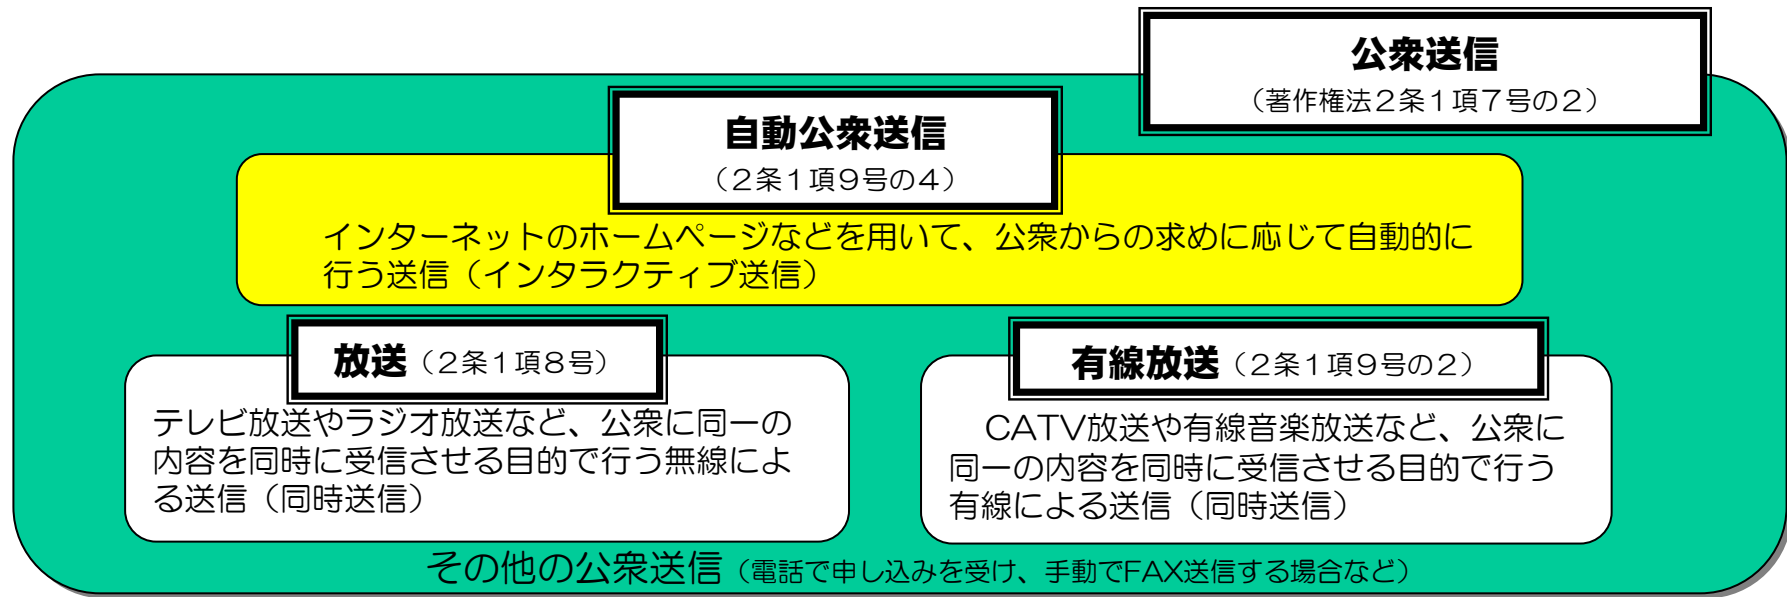 公衆送信
（著作権法２条１項７号の２）
自動公衆送信
（２条１項９号の４）
インターネットのホームページなどを用いて、公衆からの求めに応じて自動的に
行う送信（インタラクティブ送信）
放送（２条１項８号）
テレビ放送やラジオ放送など、公衆に同一の
内容を同時に受信させる目的で行う無線によ
る送信（同時送信）
有線放送（２条１項９号の２）
CATV放送や有線音楽放送など、公衆に
同一の内容を同時に受信させる目的で行う
有線による送信（同時送信）
その他の公衆送信（電話で申し込みを受け、手動でFAX送信する場合など）